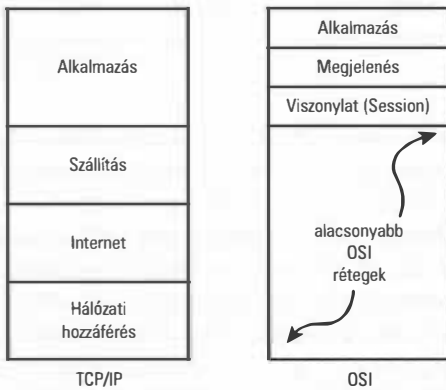 Alkalmazás
Szállítás
Internet
Hálózati
hozzáférés
TCP/IP
Alkalmazás
Megjelenés
Viszonylat (Session)
alacsonyabb
OSI
rétegek
OSI